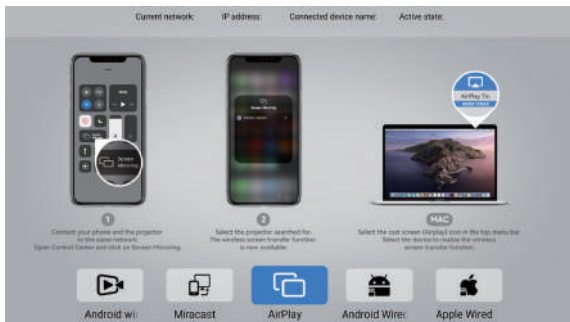 Current network: IP address: Connected device name: Active state:
Screen Mirroring
AirPlay To:
Screen
Mirroring
1
2
MAC
Connect your phone and the projector
to the same network.
Open Control Center and click on Screen Mirroring.
Select the projector searched for.
The wireless screen transfer function
is now available.
Select the cast screen (Airplay) icon in the top menu bar
Select the device to realize the wireless
screen transfer function.
Android wi
Miracast
AirPlay
Android Wire
Apple Wired